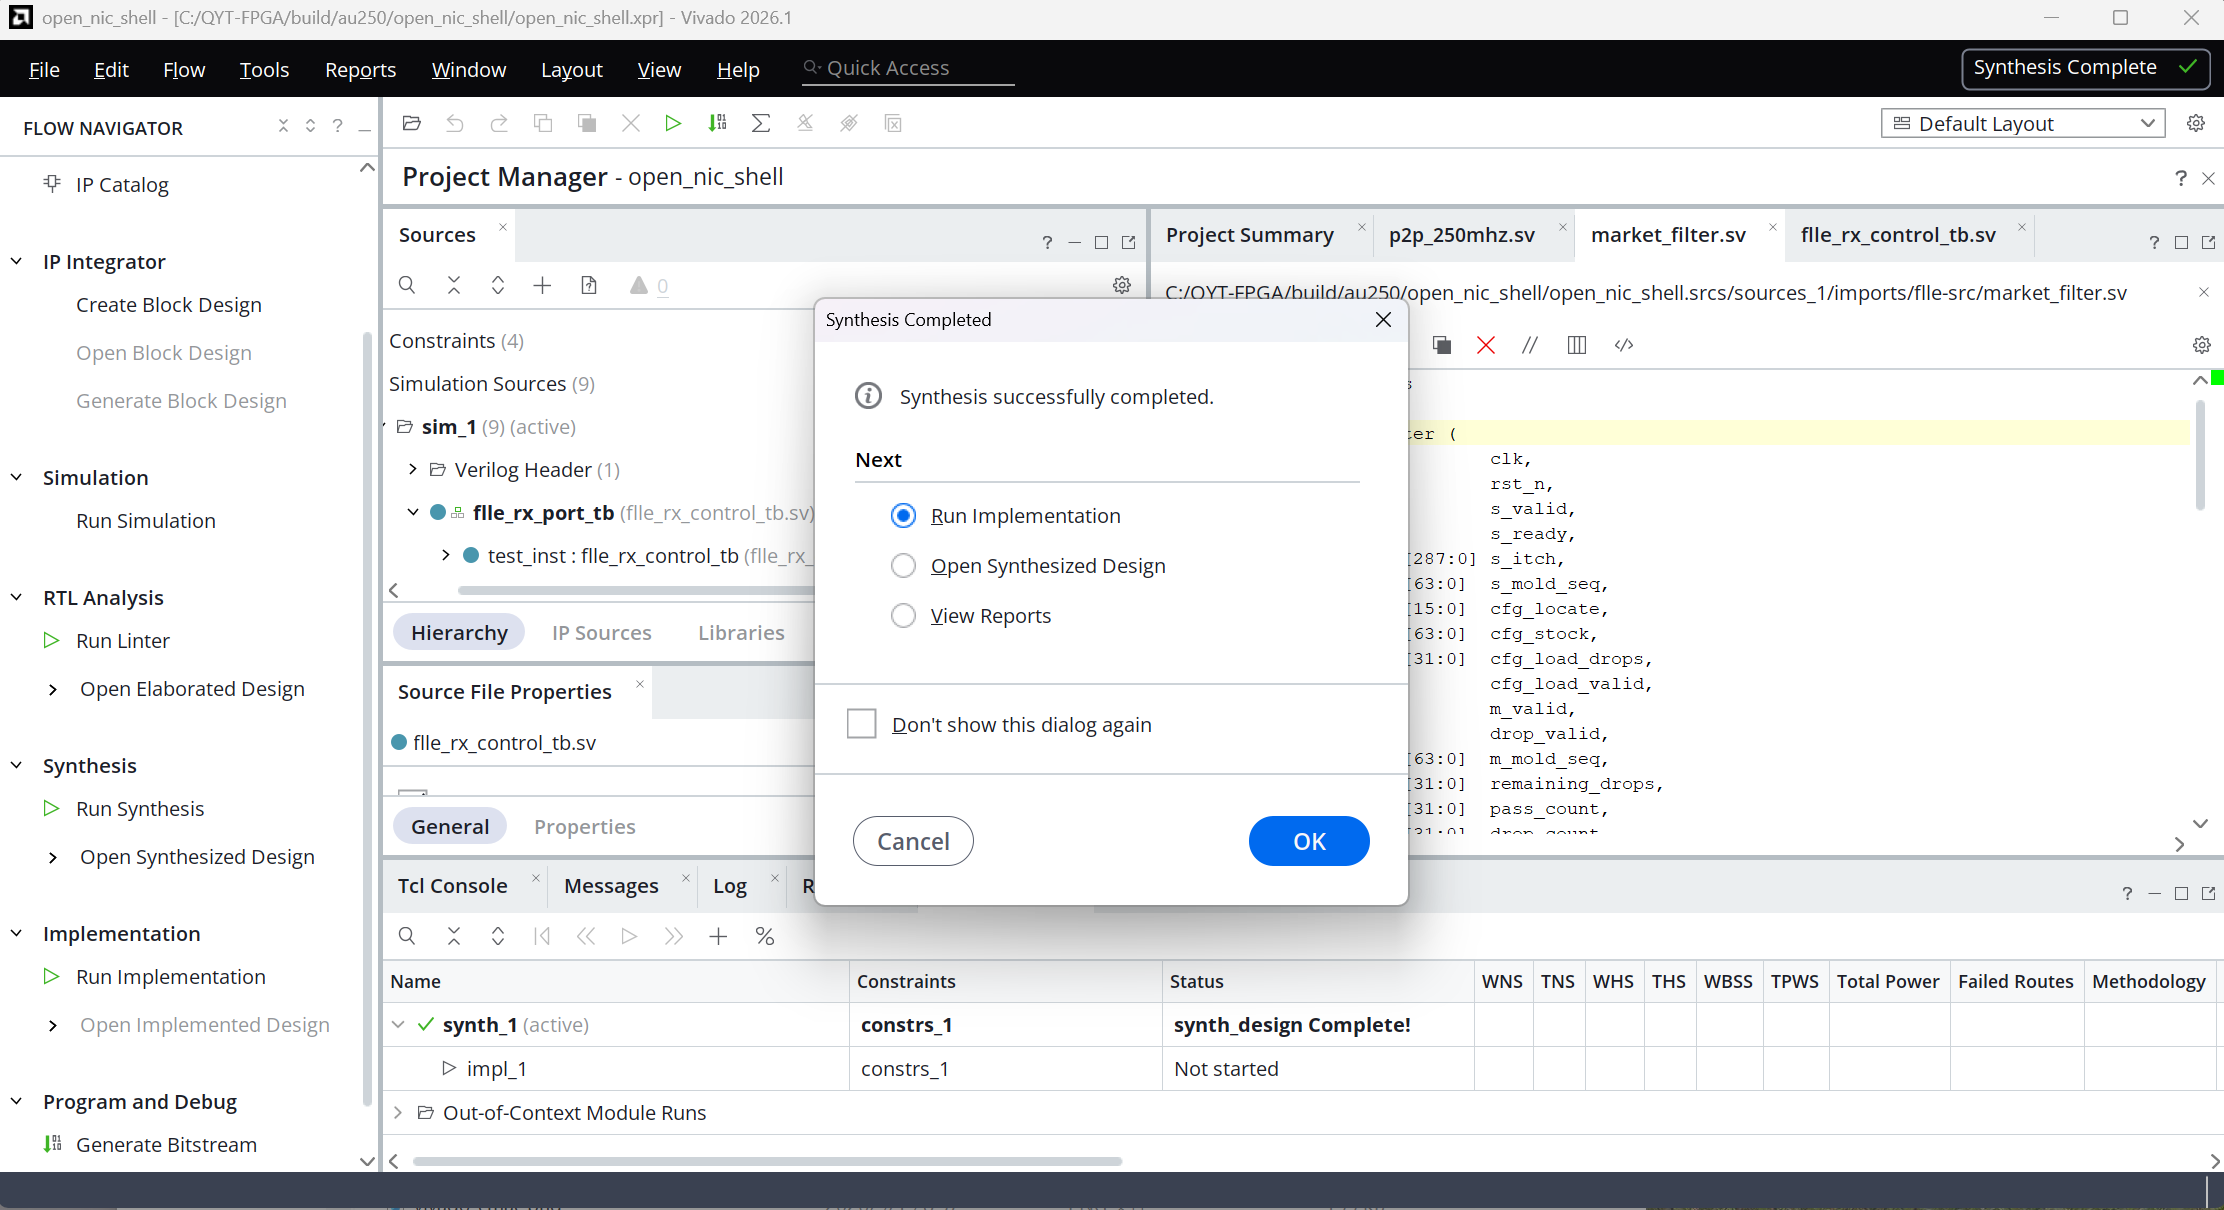 open_nic_shell - [C:/QYT-FPGA/build/au250/open_nic_shell/open_nic_shell.xpr] - Vivado 2026.1
File Edit Flow Tools Reports Window Layout View Help Quick Access
Synthesis Complete
FLOW NAVIGATOR
?
Default Layout
IP Catalog
IP Integrator
Create Block Design
Open Block Design
Generate Block Design
Simulation
Run Simulation
RTL Analysis
Run Linter
Open Elaborated Design
Synthesis
Run Synthesis
Open Synthesized Design
Implementation
Run Implementation
Open Implemented Design
Program and Debug
Generate Bitstream
Project Manager - open_nic_shell
?
Sources
?
0
Constraints (4)
Simulation Sources (9)
sim_1 (9) (active)
Verilog Header (1)
flle_rx_port_tb (flle_rx_control_tb.sv)
test_inst : flle_rx_control_tb (flle_rx_
Hierarchy IP Sources Libraries
Source File Properties
flle_rx_control_tb.sv
General Properties
Project Summary p2p_250mhz.sv market_filter.sv flle_rx_control_tb.sv
?
C:/QYT-FPGA/build/au250/open_nic_shell/open_nic_shell.srcs/sources_1/imports/flle-src/market_filter.sv
//
</>
ter (
clk,
rst_n,
s_valid,
s_ready,
[287:0] s_itch,
[63:0] s_mold_seq,
[15:0] cfg_locate,
[63:0] cfg_stock,
[31:0] cfg_load_drops,
cfg_load_valid,
m_valid,
drop_valid,
[63:0] m_mold_seq,
[31:0] remaining_drops,
[31:0] pass_count,
[31:0] drop_count
Synthesis Completed
Synthesis successfully completed.
Next
Run Implementation
Open Synthesized Design
View Reports
Don't show this dialog again
Cancel OK
Tcl Console Messages Log R
?
%
Name Constraints Status WNS TNS WHS THS WBSS TPWS Total Power Failed Routes Methodology
synth_1 (active) constrs_1 synth_design Complete!
impl_1 constrs_1 Not started
Out-of-Context Module Runs